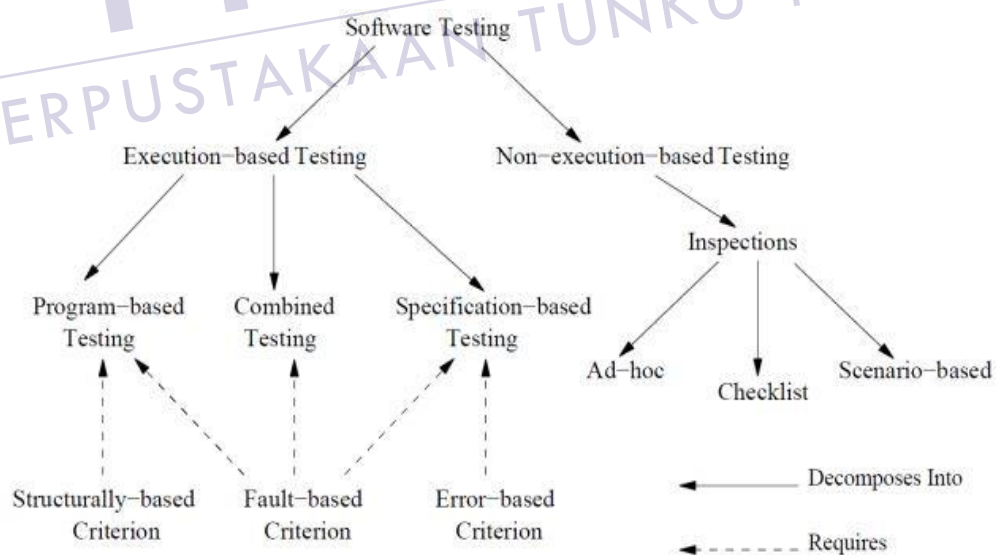 Software Testing
PERPUSTAKAAN TUNKU
Execution-based Testing
Non-execution-based Testing
Inspections
Program-based
Testing
Combined
Testing
Specification-based
Testing
Ad-hoc
Checklist
Scenario-based
Structurally-based
Criterion
Fault-based
Criterion
Error-based
Criterion
Decomposes Into
Requires